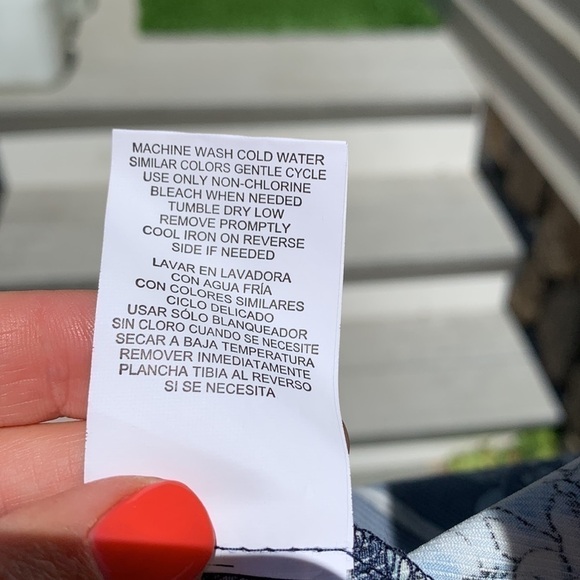 MACHINE WASH COLD WATER
SIMILAR COLORS GENTLE CYCLE
USE ONLY NON-CHLORINE
BLEACH WHEN NEEDED
TUMBLE DRY LOW
REMOVE PROMPTLY
COOL IRON ON REVERSE
SIDE IF NEEDED
LAVAR EN LAVADORA
CON AGUA FRÍA
CON COLORES SIMILARES
CICLO DELICADO
USAR SÓLO BLANQUEADOR
SIN CLORO CUANDO SE NECESITE
SECAR A BAJA TEMPERATURA
REMOVER INMEDIATAMENTE
PLANCHA TIBIA AL REVERSO
SI SE NECESITA